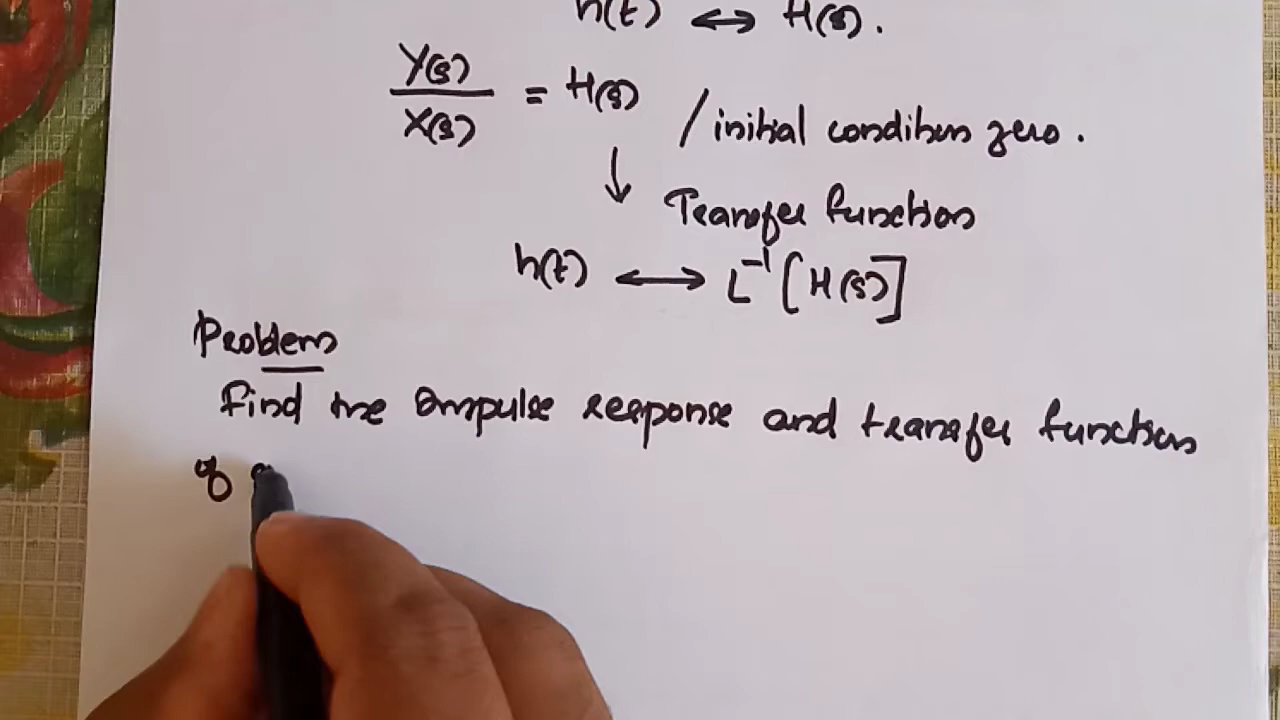 h(t) ↔ H(s).
Y(s)
X(s)
= H(s) / initial condition zero.
↓ Transfer function
h(t) ↔ L⁻¹[H(s)]
Problem
Find the Impulse response and transfer function
of